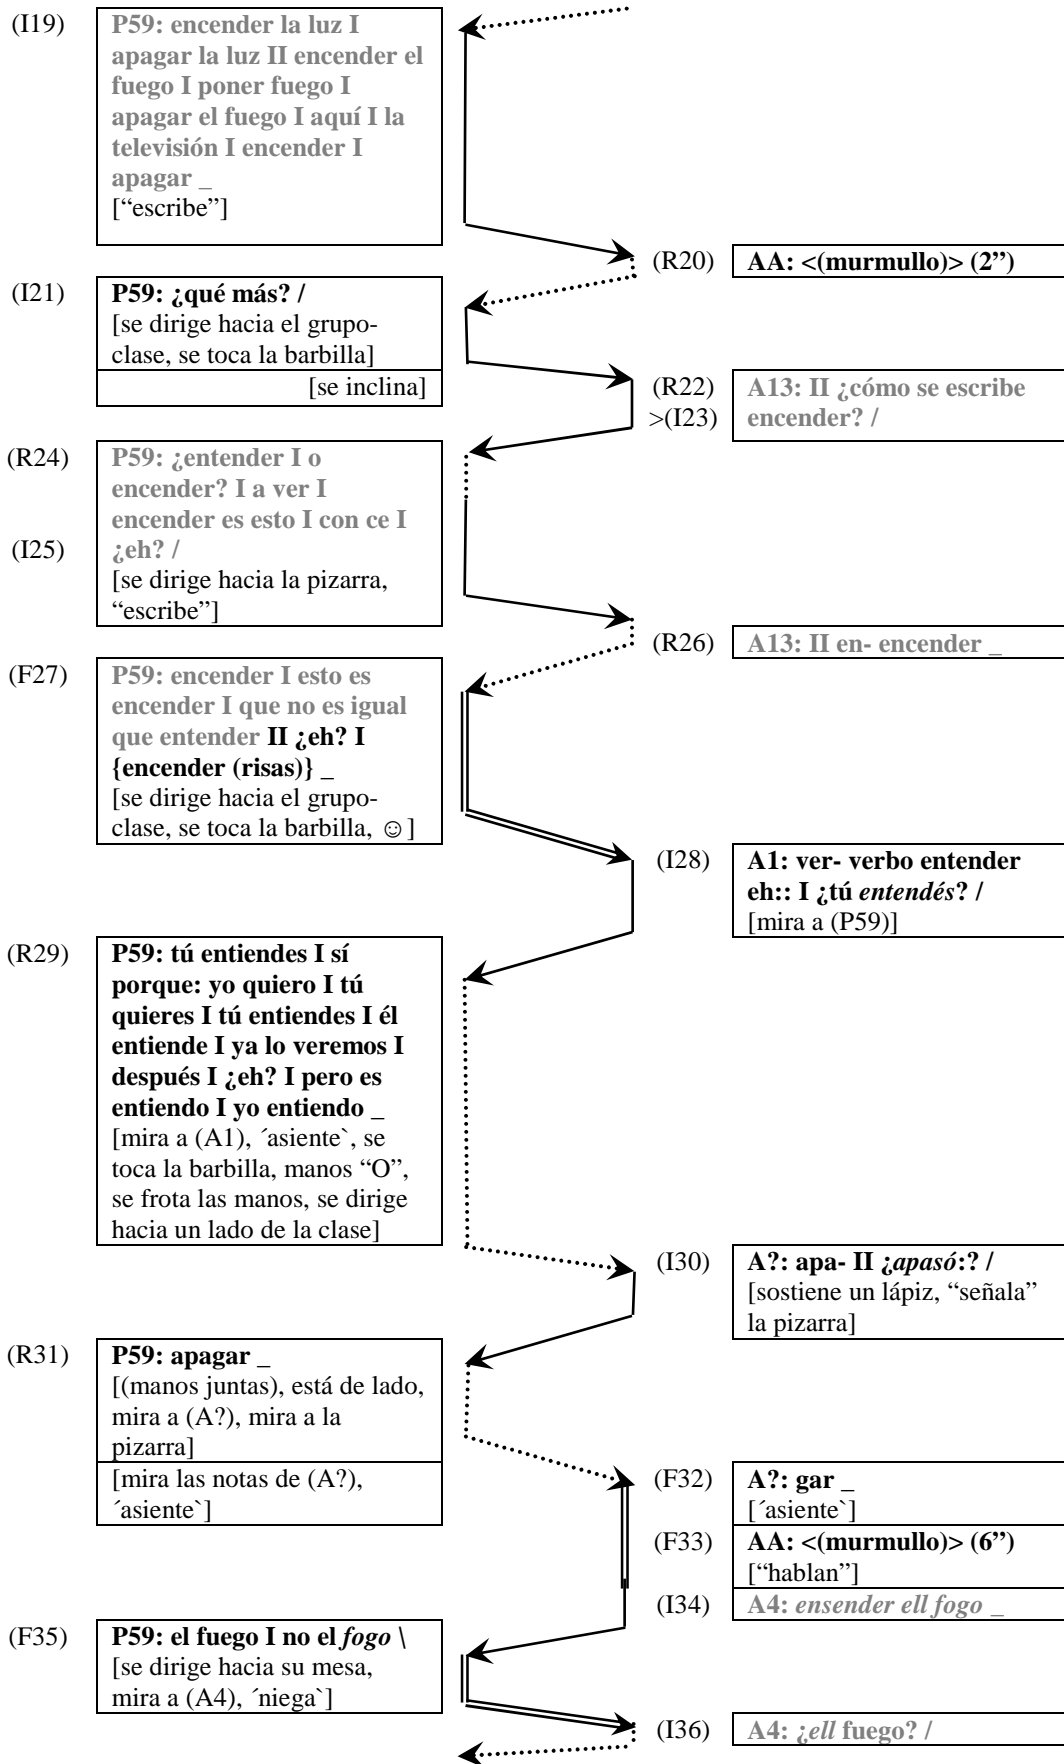 (I19)
P59: encender la luz I
apagar la luz II encender el
fuego I poner fuego I
apagar el fuego I aquí I la
televisión I encender I
apagar _
[“escribe”]
(R20)
AA: <(murmullo)> (2”)
(I21)
P59: ¿qué más? /
[se dirige hacia el grupo-
clase, se toca la barbilla]
[se inclina]
(R22)
>(I23)
A13: II ¿cómo se escribe
encender? /
(R24)
P59: ¿entender I o
encender? I a ver I
encender es esto I con ce I
(I25)
¿eh? /
[se dirige hacia la pizarra,
“escribe”]
(R26)
A13: II en- encender _
(F27)
P59: encender I esto es
encender I que no es igual
que entender II ¿eh? I
{encender (risas)} _
[se dirige hacia el grupo-
clase, se toca la barbilla, ☺]
(I28)
A1: ver- verbo entender
eh:: I ¿tú entendés? /
[mira a (P59)]
(R29)
P59: tú entiendes I sí
porque: yo quiero I tú
quieres I tú entiendes I él
entiende I ya lo veremos I
después I ¿eh? I pero es
entiendo I yo entiendo _
[mira a (A1), ´asiente`, se
toca la barbilla, manos “O”,
se frota las manos, se dirige
hacia un lado de la clase]
(I30)
A?: apa- II ¿apasó:? /
[sostiene un lápiz, “señala”
la pizarra]
(R31)
P59: apagar _
[(manos juntas), está de lado,
mira a (A?), mira a la
pizarra]
[mira las notas de (A?),
´asiente`]
(F32)
A?: gar _
[´asiente`]
(F33)
AA: <(murmullo)> (6”)
[“hablan”]
(I34)
A4: ensender ell fogo _
(F35)
P59: el fuego I no el fogo \
[se dirige hacia su mesa,
mira a (A4), ´niega`]
(I36)
A4: ¿ell fuego? /